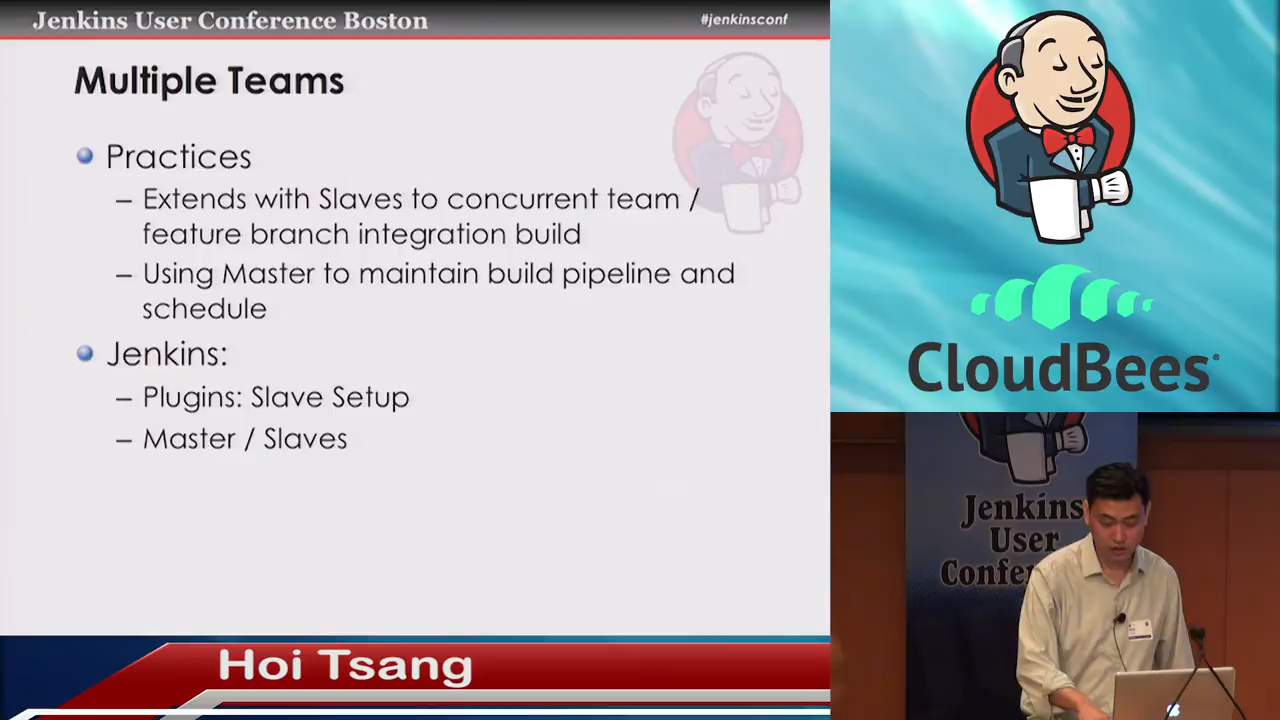 Jenkins User Conference Boston
#jenkinsconf
Multiple Teams
Practices
– Extends with Slaves to concurrent team /
feature branch integration build
– Using Master to maintain build pipeline and
schedule
Jenkins:
– Plugins: Slave Setup
– Master / Slaves
Hoi Tsang
CloudBees
Jenkins
User